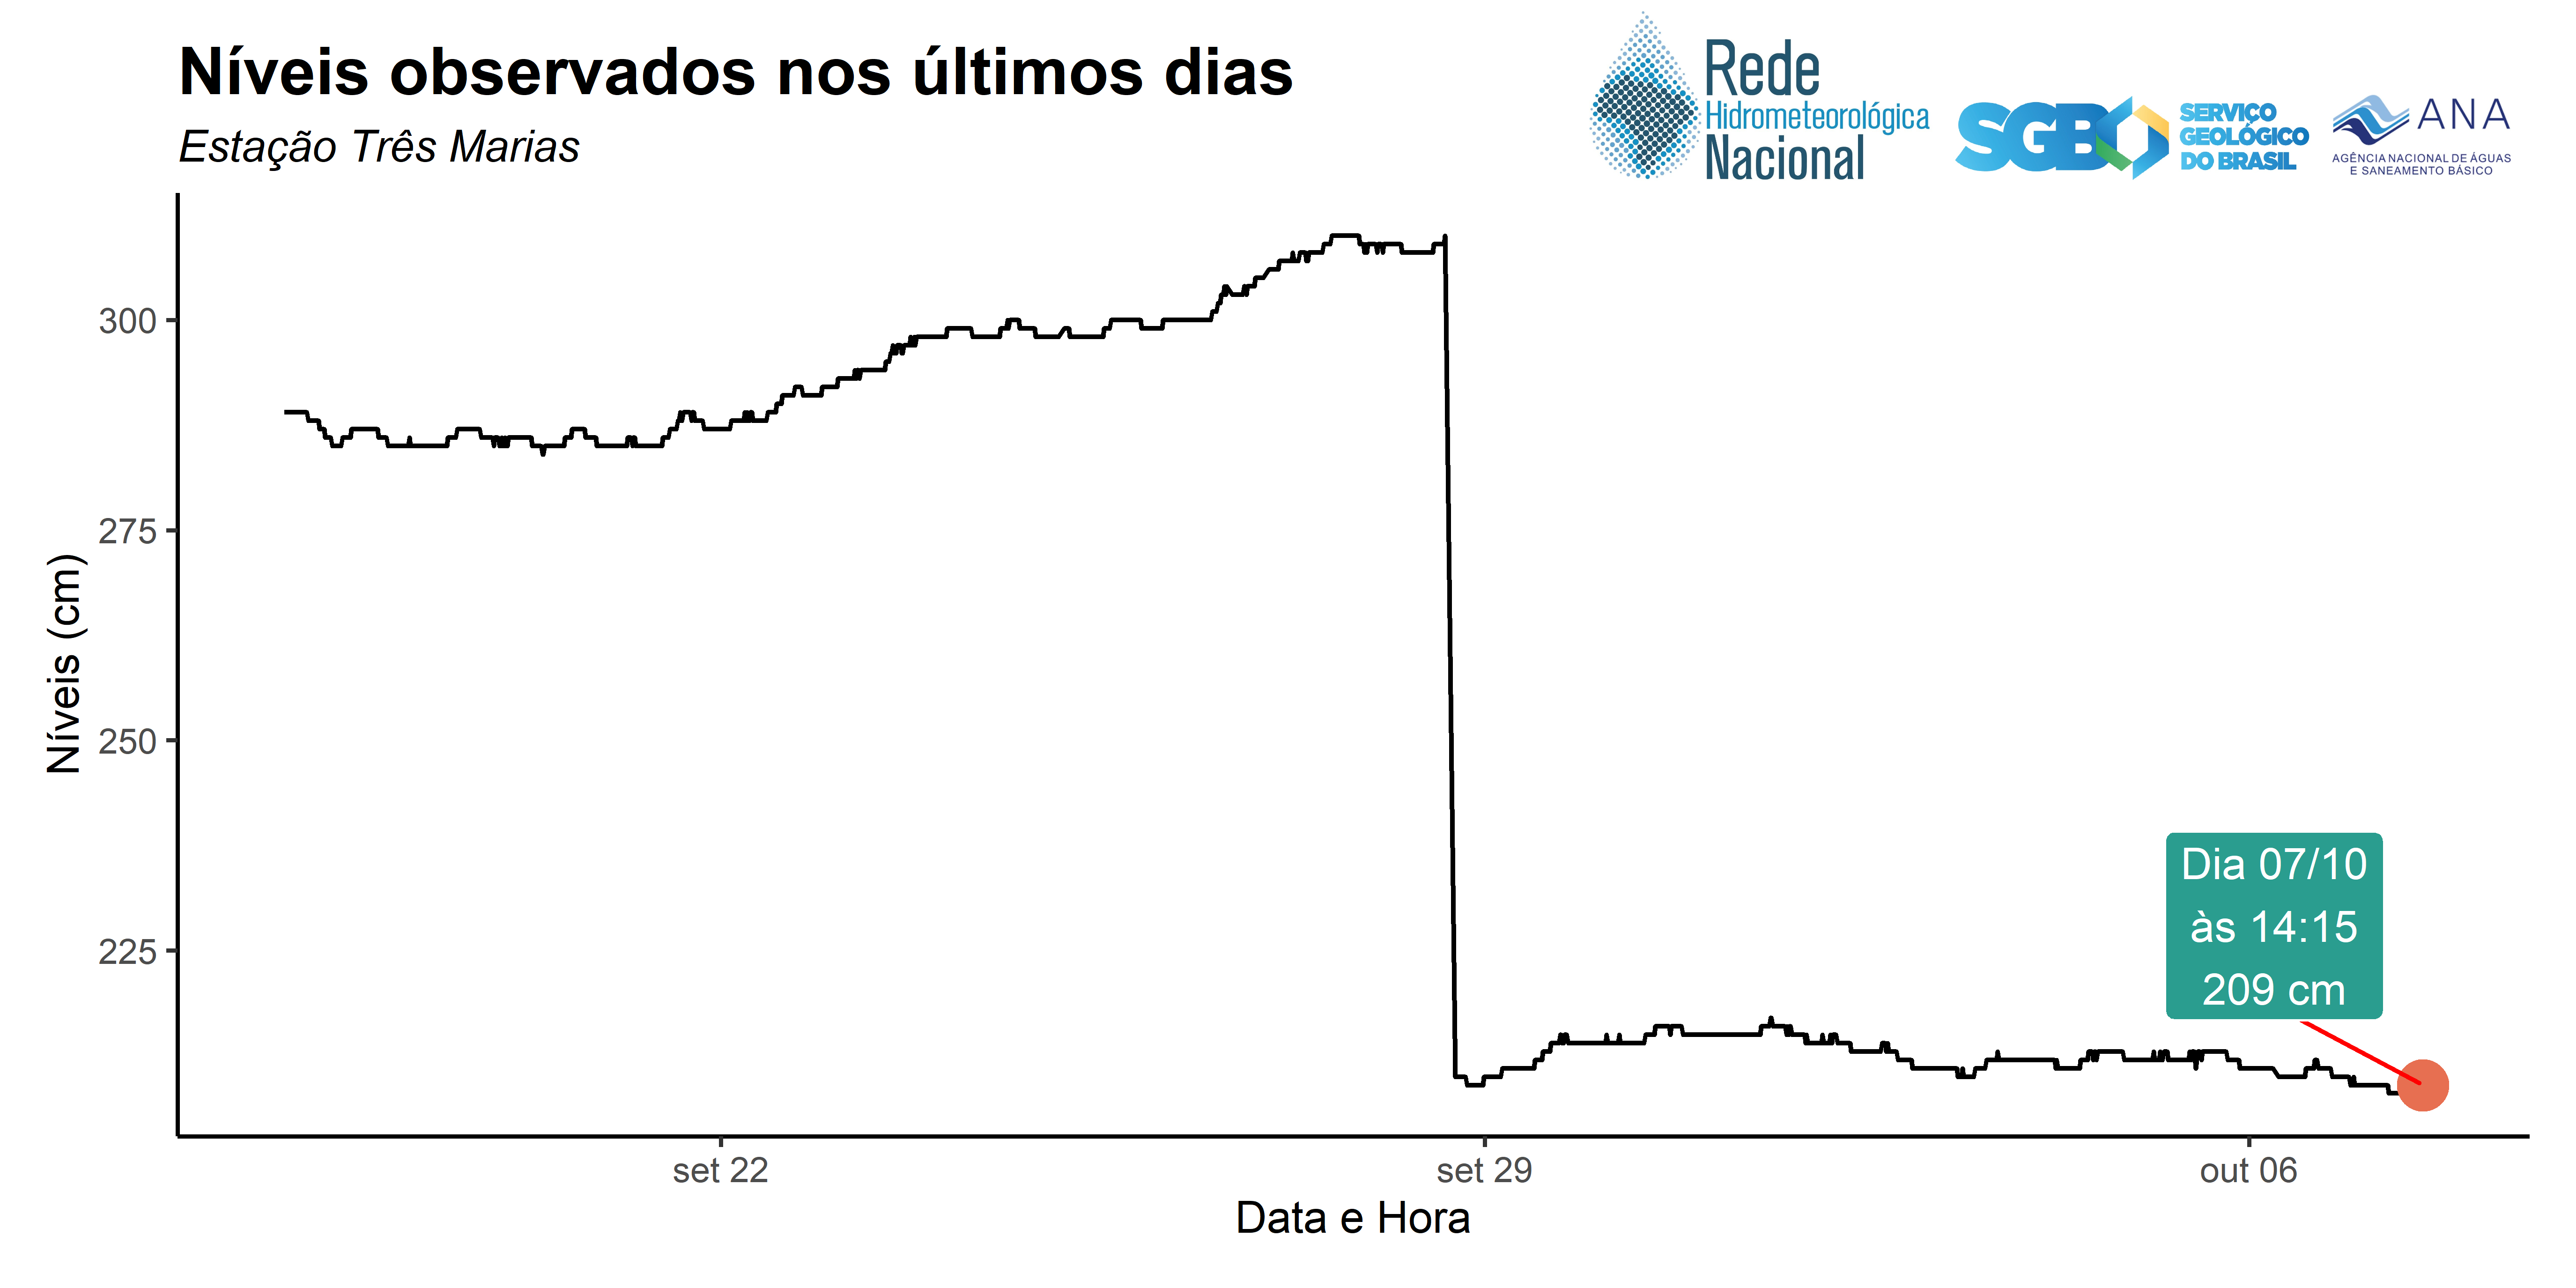 Níveis observados nos últimos dias
Estação Três Marias
Rede
Hidrometeorológica
Nacional
SGB
SERVIÇO
GEOLÓGICO
DO BRASIL
ANA
AGÊNCIA NACIONAL DE ÁGUAS
E SANEAMENTO BÁSICO
Níveis (cm)
300
275
250
225
Dia 07/10
às 14:15
209 cm
set 22
set 29
out 06
Data e Hora